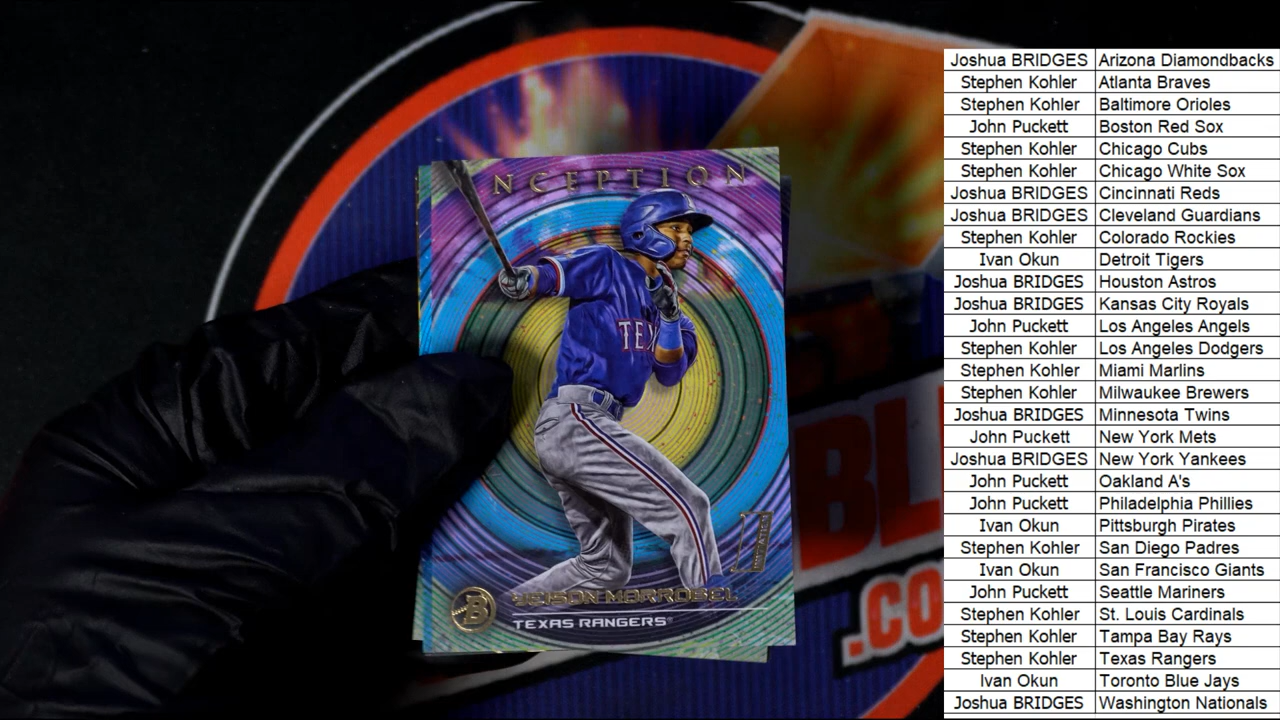 INCEPTION
TEX
YEISON MORROBEL
TEXAS RANGERS
B
BL
.CO
Joshua BRIDGES Arizona Diamondbacks
Stephen Kohler Atlanta Braves
Stephen Kohler Baltimore Orioles
John Puckett Boston Red Sox
Stephen Kohler Chicago Cubs
Stephen Kohler Chicago White Sox
Joshua BRIDGES Cincinnati Reds
Joshua BRIDGES Cleveland Guardians
Stephen Kohler Colorado Rockies
Ivan Okun Detroit Tigers
Joshua BRIDGES Houston Astros
Joshua BRIDGES Kansas City Royals
John Puckett Los Angeles Angels
Stephen Kohler Los Angeles Dodgers
Stephen Kohler Miami Marlins
Stephen Kohler Milwaukee Brewers
Joshua BRIDGES Minnesota Twins
John Puckett New York Mets
Joshua BRIDGES New York Yankees
John Puckett Oakland A's
John Puckett Philadelphia Phillies
Ivan Okun Pittsburgh Pirates
Stephen Kohler San Diego Padres
Ivan Okun San Francisco Giants
John Puckett Seattle Mariners
Stephen Kohler St. Louis Cardinals
Stephen Kohler Tampa Bay Rays
Stephen Kohler Texas Rangers
Ivan Okun Toronto Blue Jays
Joshua BRIDGES Washington Nationals